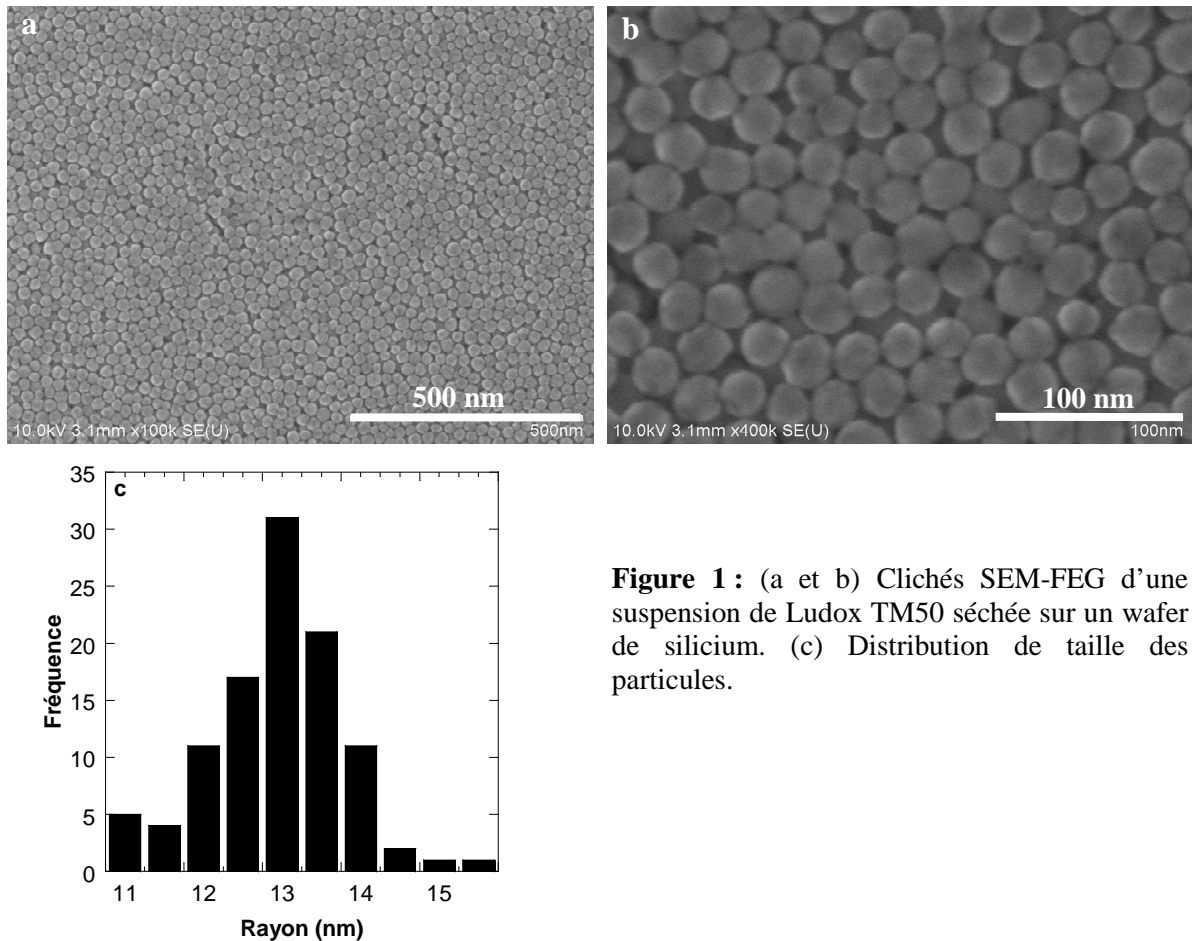 a
500 nm
10.0kV 3.1mm x100k SE(U)
500nm
b
100 nm
10.0kV 3.1mm x400k SE(U)
100nm
c
35
30
25
20
15
10
5
0
Fréquence
11 12 13 14 15
Rayon (nm)
Figure 1 : (a et b) Clichés SEM-FEG d’une
suspension de Ludox TM50 séchée sur un wafer
de silicium. (c) Distribution de taille des
particules.